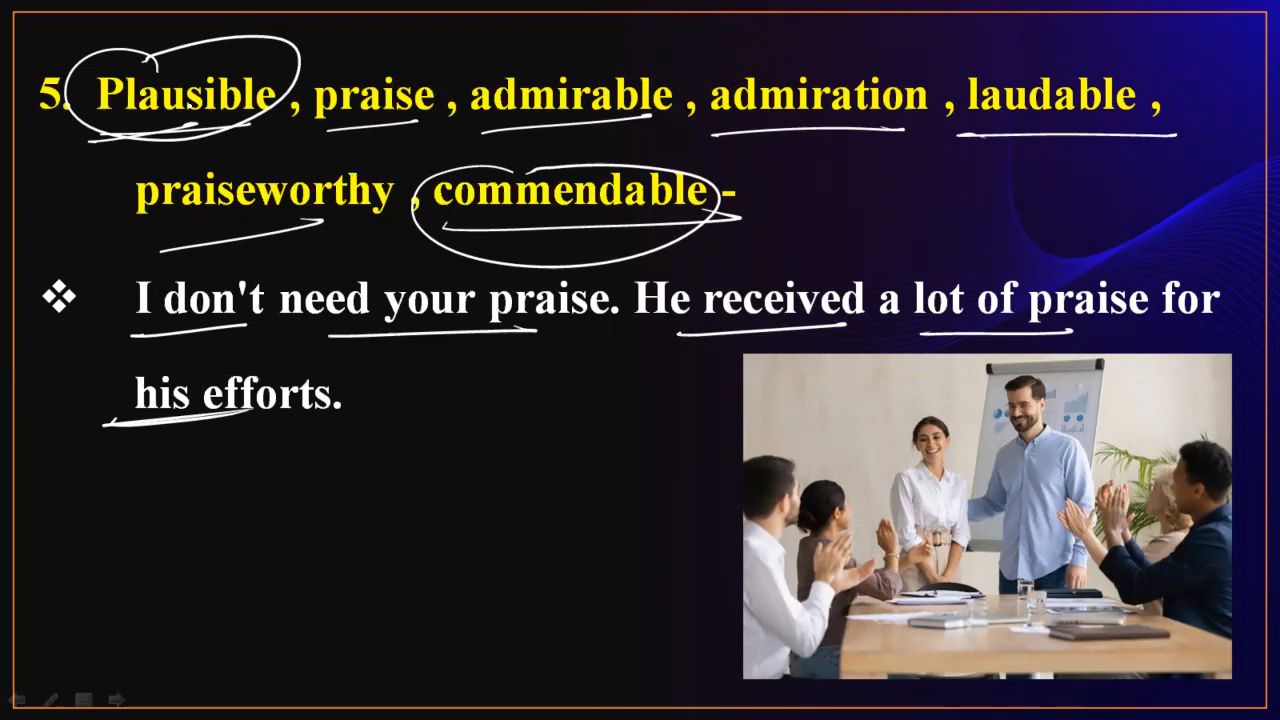 5. Plausible , praise , admirable , admiration , laudable ,
praiseworthy , commendable -
❖ I don't need your praise. He received a lot of praise for
his efforts.